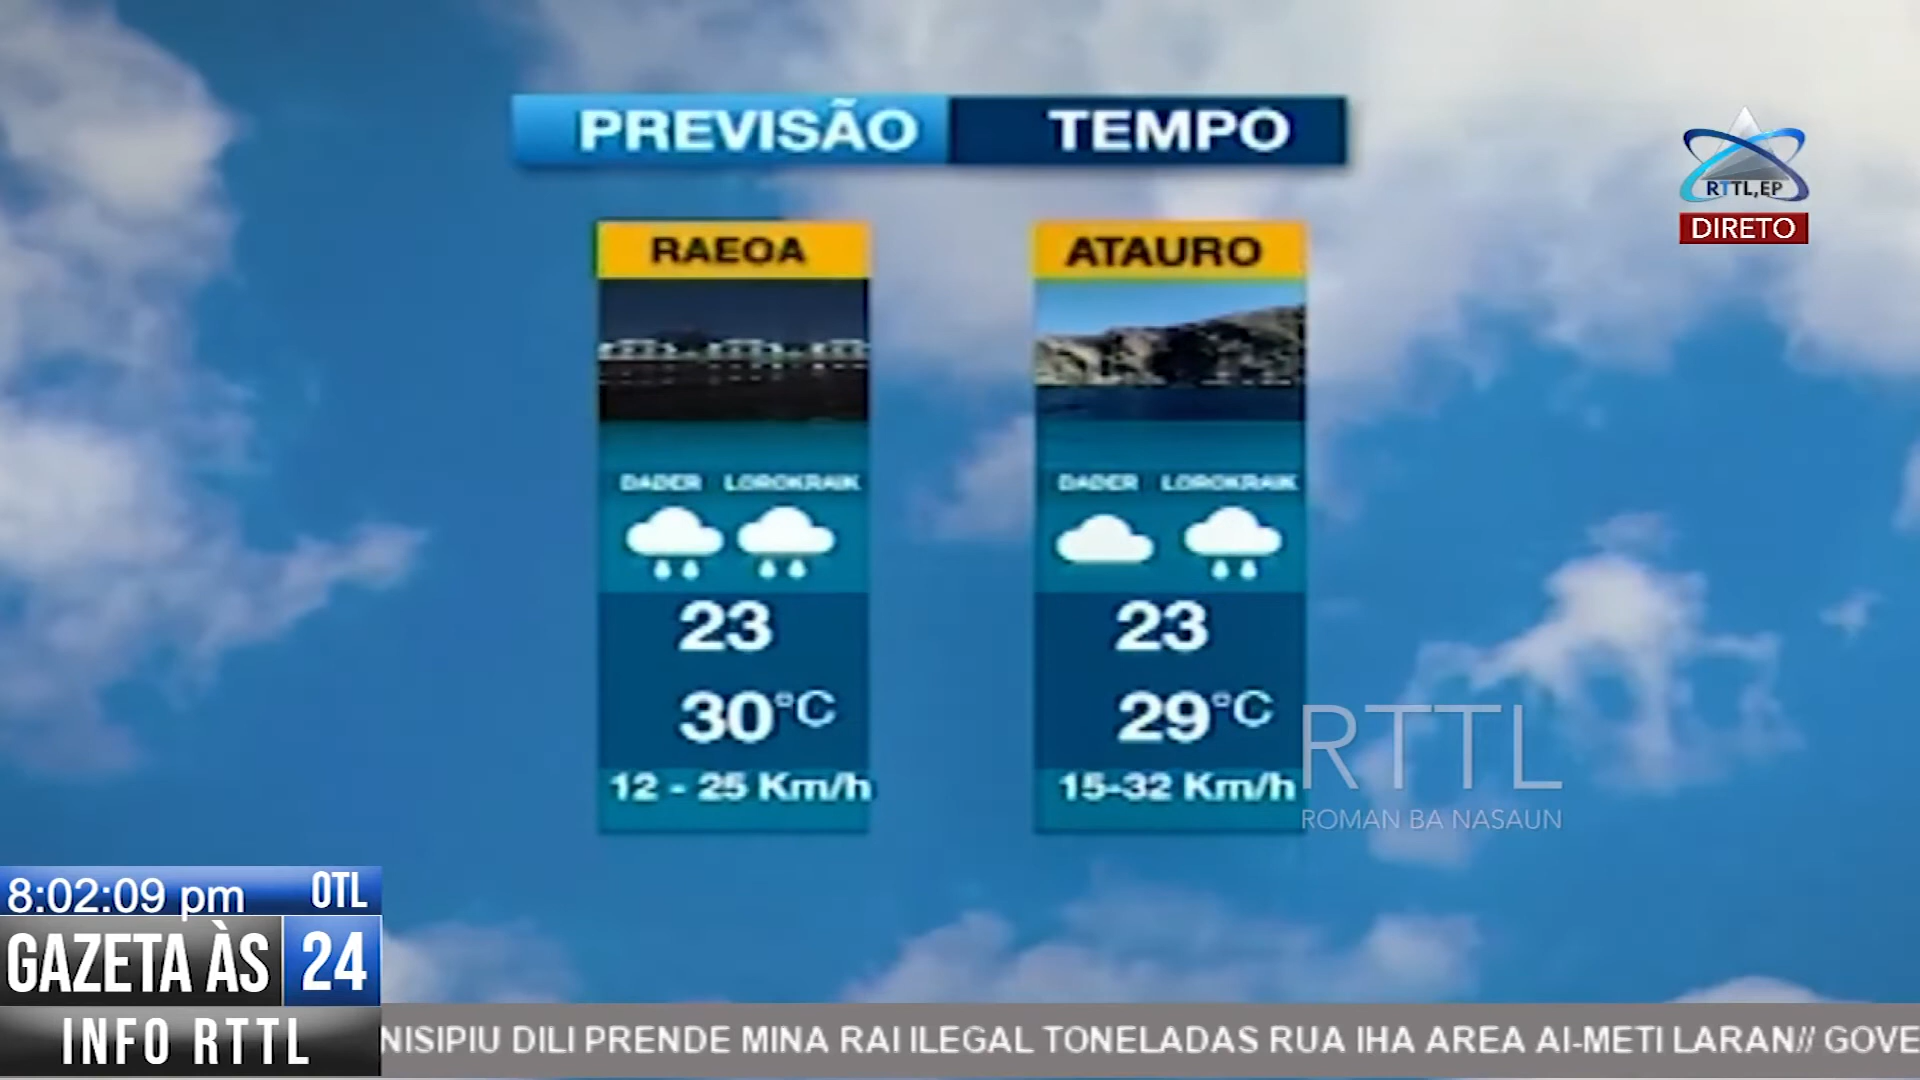 PREVISÃO TEMPO
RTTL,EP
DIRETO
RAEOA
ATAURO
DADER LOROKRAIK
DADER LOROKRAIK
23
30°C
12 - 25 Km/h
23
29°C
15-32 Km/h
RTTL
ROMAN BA NASAUN
8:02:09 pm OTL
GAZETA ÀS 24
INFO RTTL
NISIPIU DILI PRENDE MINA RAI ILEGAL TONELADAS RUA IHA AREA AI-METI LARAN// GOVE